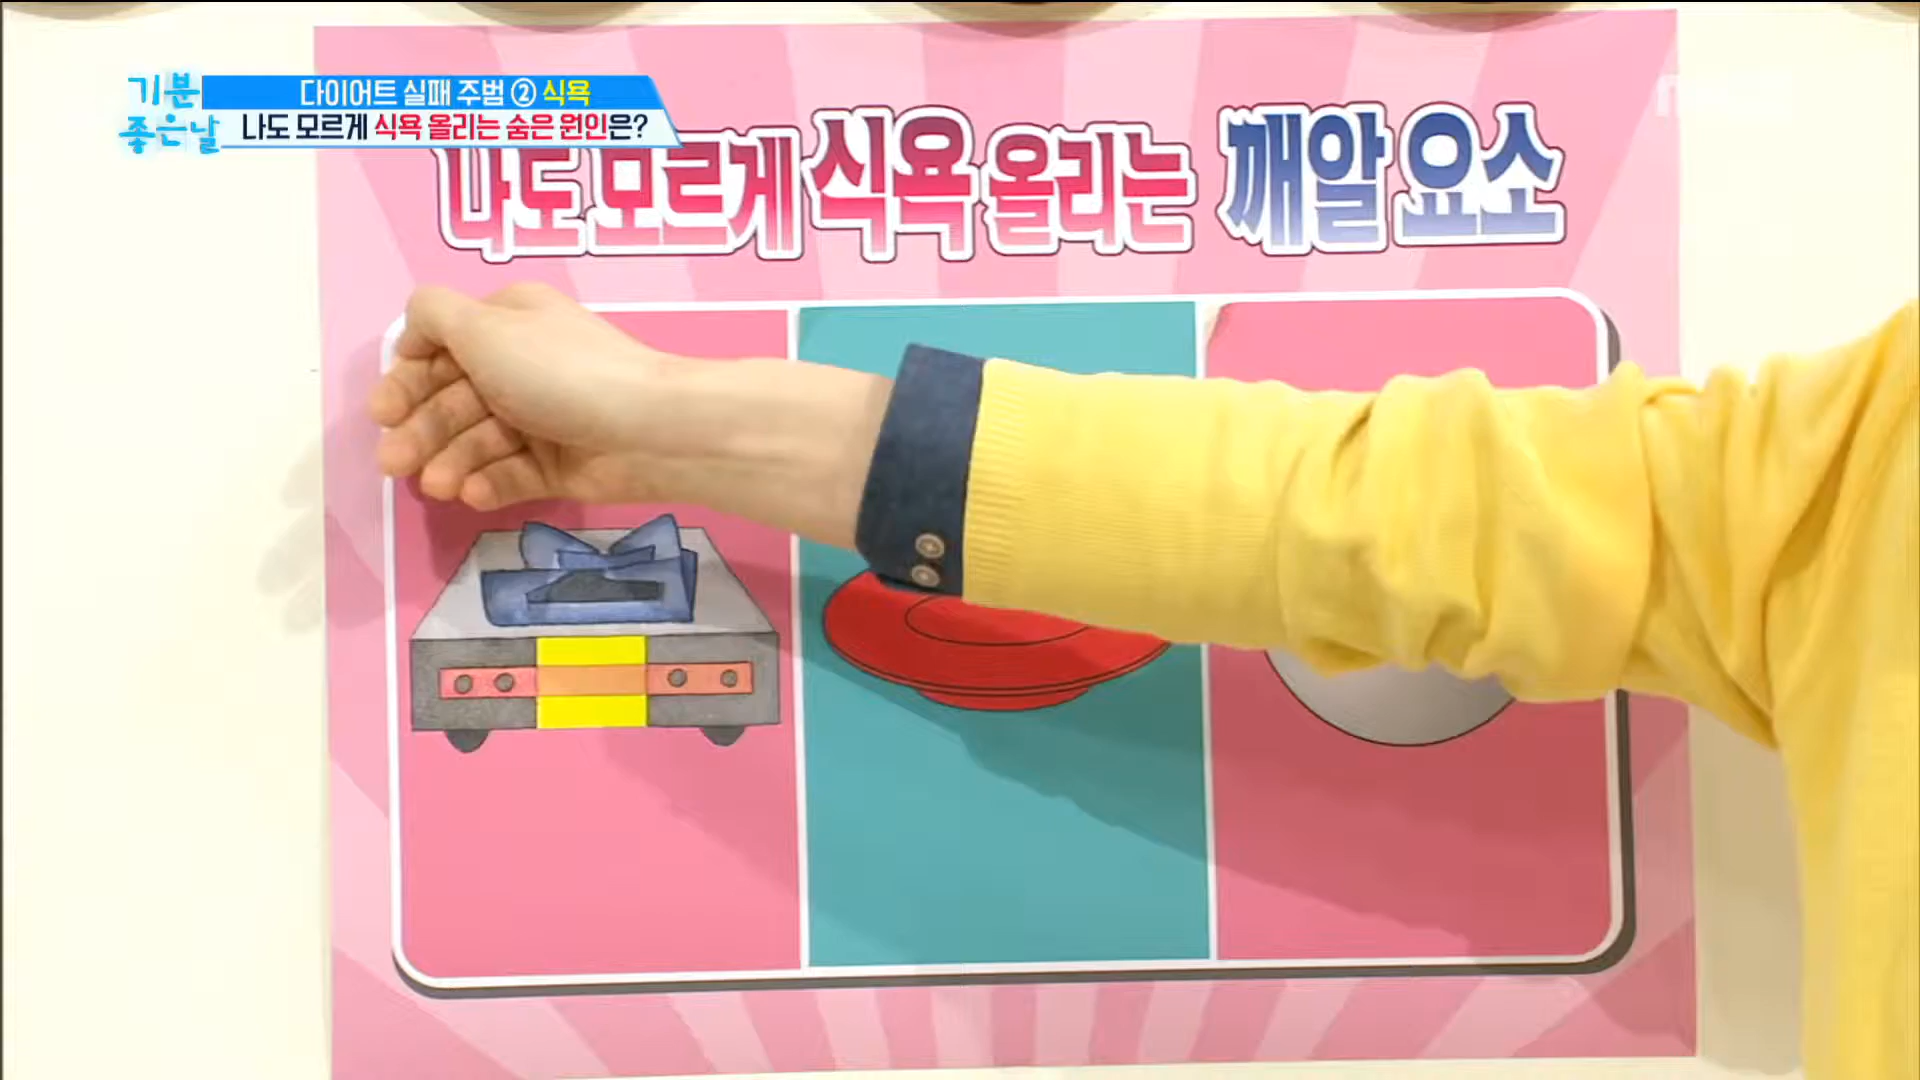 기분
좋은날
다이어트 실패 주범 ② 식욕
나도 모르게 식욕 올리는 숨은 원인은?
나도 모르게 식욕 올리는 깨알 요소